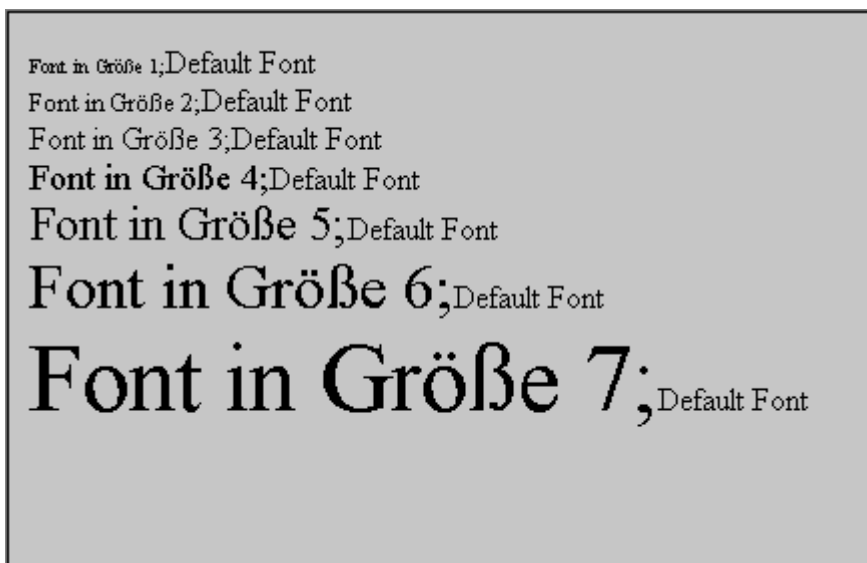 Font in Größe 1;Default Font
Font in Größe 2;Default Font
Font in Größe 3;Default Font
Font in Größe 4;Default Font
Font in Größe 5;Default Font
Font in Größe 6;Default Font
Font in Größe 7;Default Font